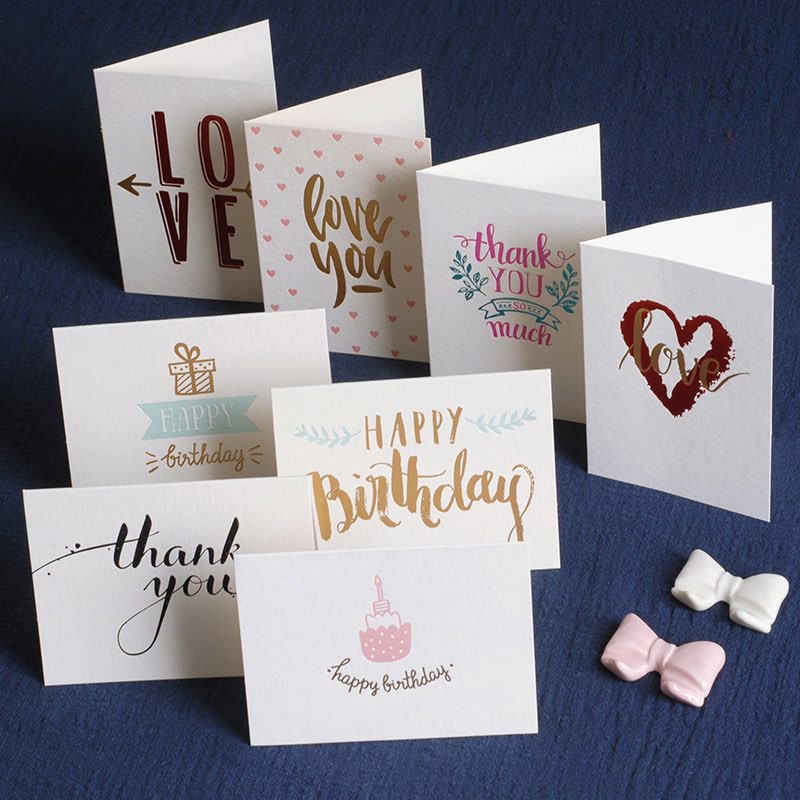 LO
VE
love
you
thank
YOU
SO
much
love
HAPPY
birthday
HAPPY
Birthday
thank
you
happy birthday